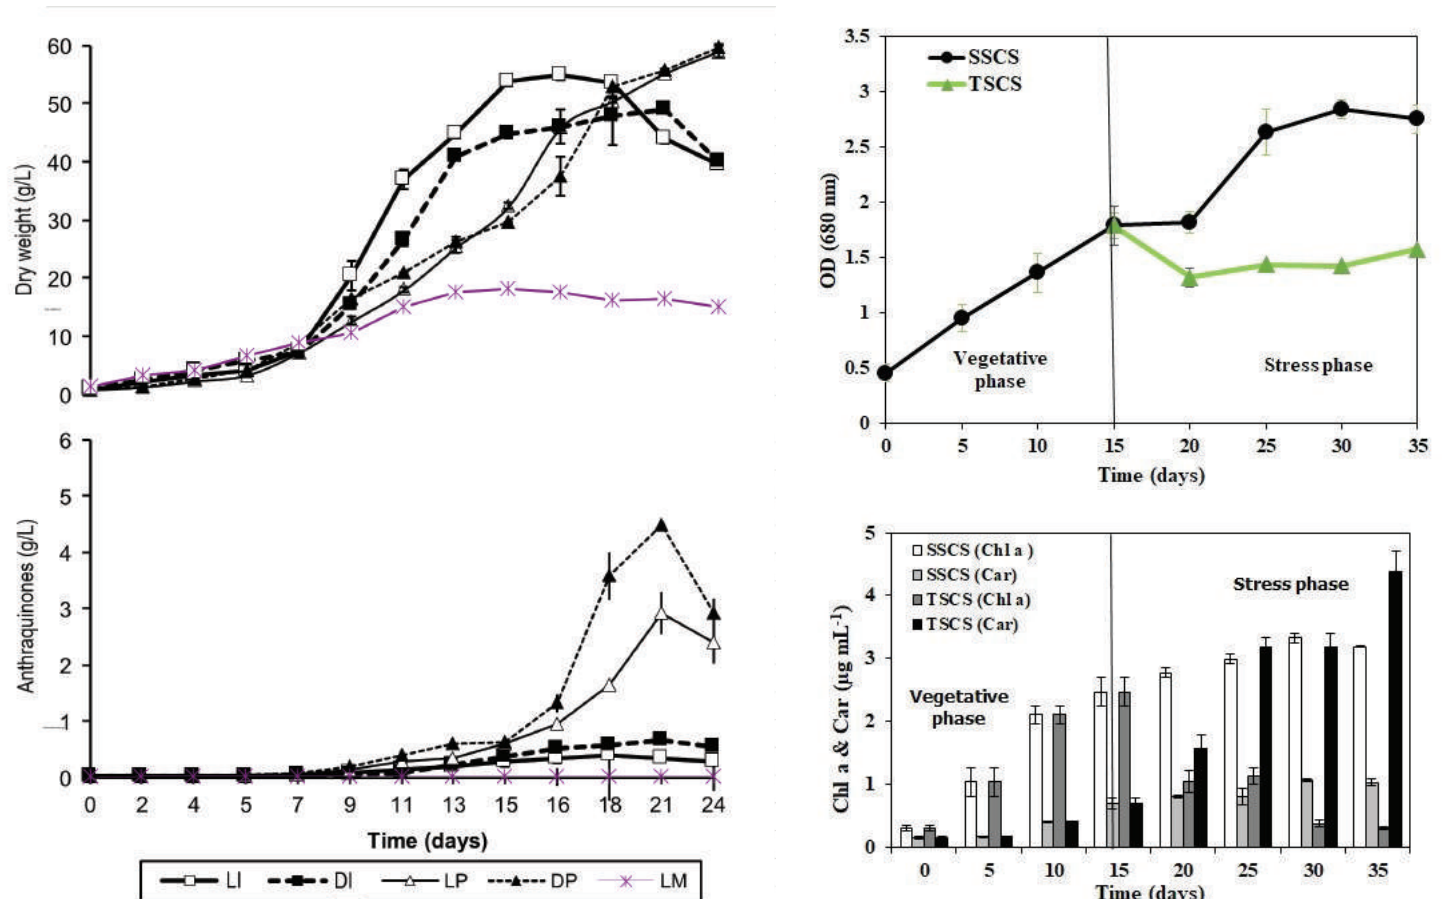 60
50
40
30
20
10
0
Dry weight (g/L)
6
5
4
3
2
1
0
Anthraquinones (g/L)
0 2 4 5 7 9 11 13 15 16 18 21 24
Time (days)
LI DI LP DP LM
3.5
3
2.5
2
1.5
1
0.5
0
OD (680 nm)
SSCS
TSCS
Vegetative
phase
Stress phase
0 5 10 15 20 25 30 35
Time (days)
5
4
3
2
1
0
Chl a & Car (µg mL-1)
SSCS (Chl a )
SSCS (Car)
TSCS (Chl a)
TSCS (Car)
Stress phase
Vegetative
phase
0 5 10 15 20 25 30 35
Time (days)